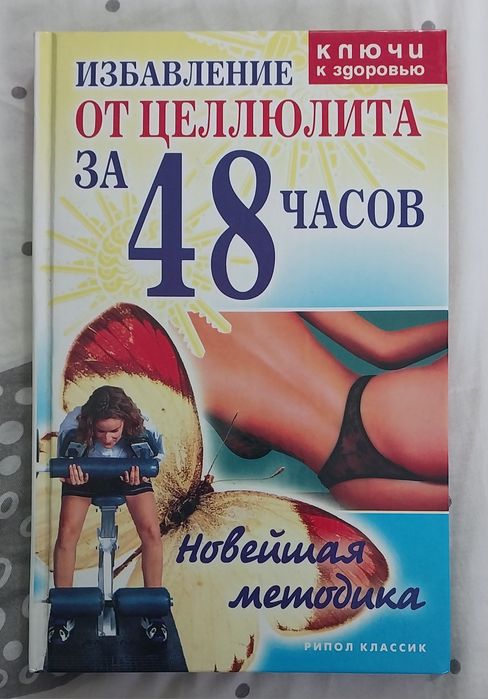 КЛЮЧИ
к здоровью
ИЗБАВЛЕНИЕ
ОТ ЦЕЛЛЮЛИТА
ЗА 48 ЧАСОВ
Новейшая
методика
РИПОЛ КЛАССИК